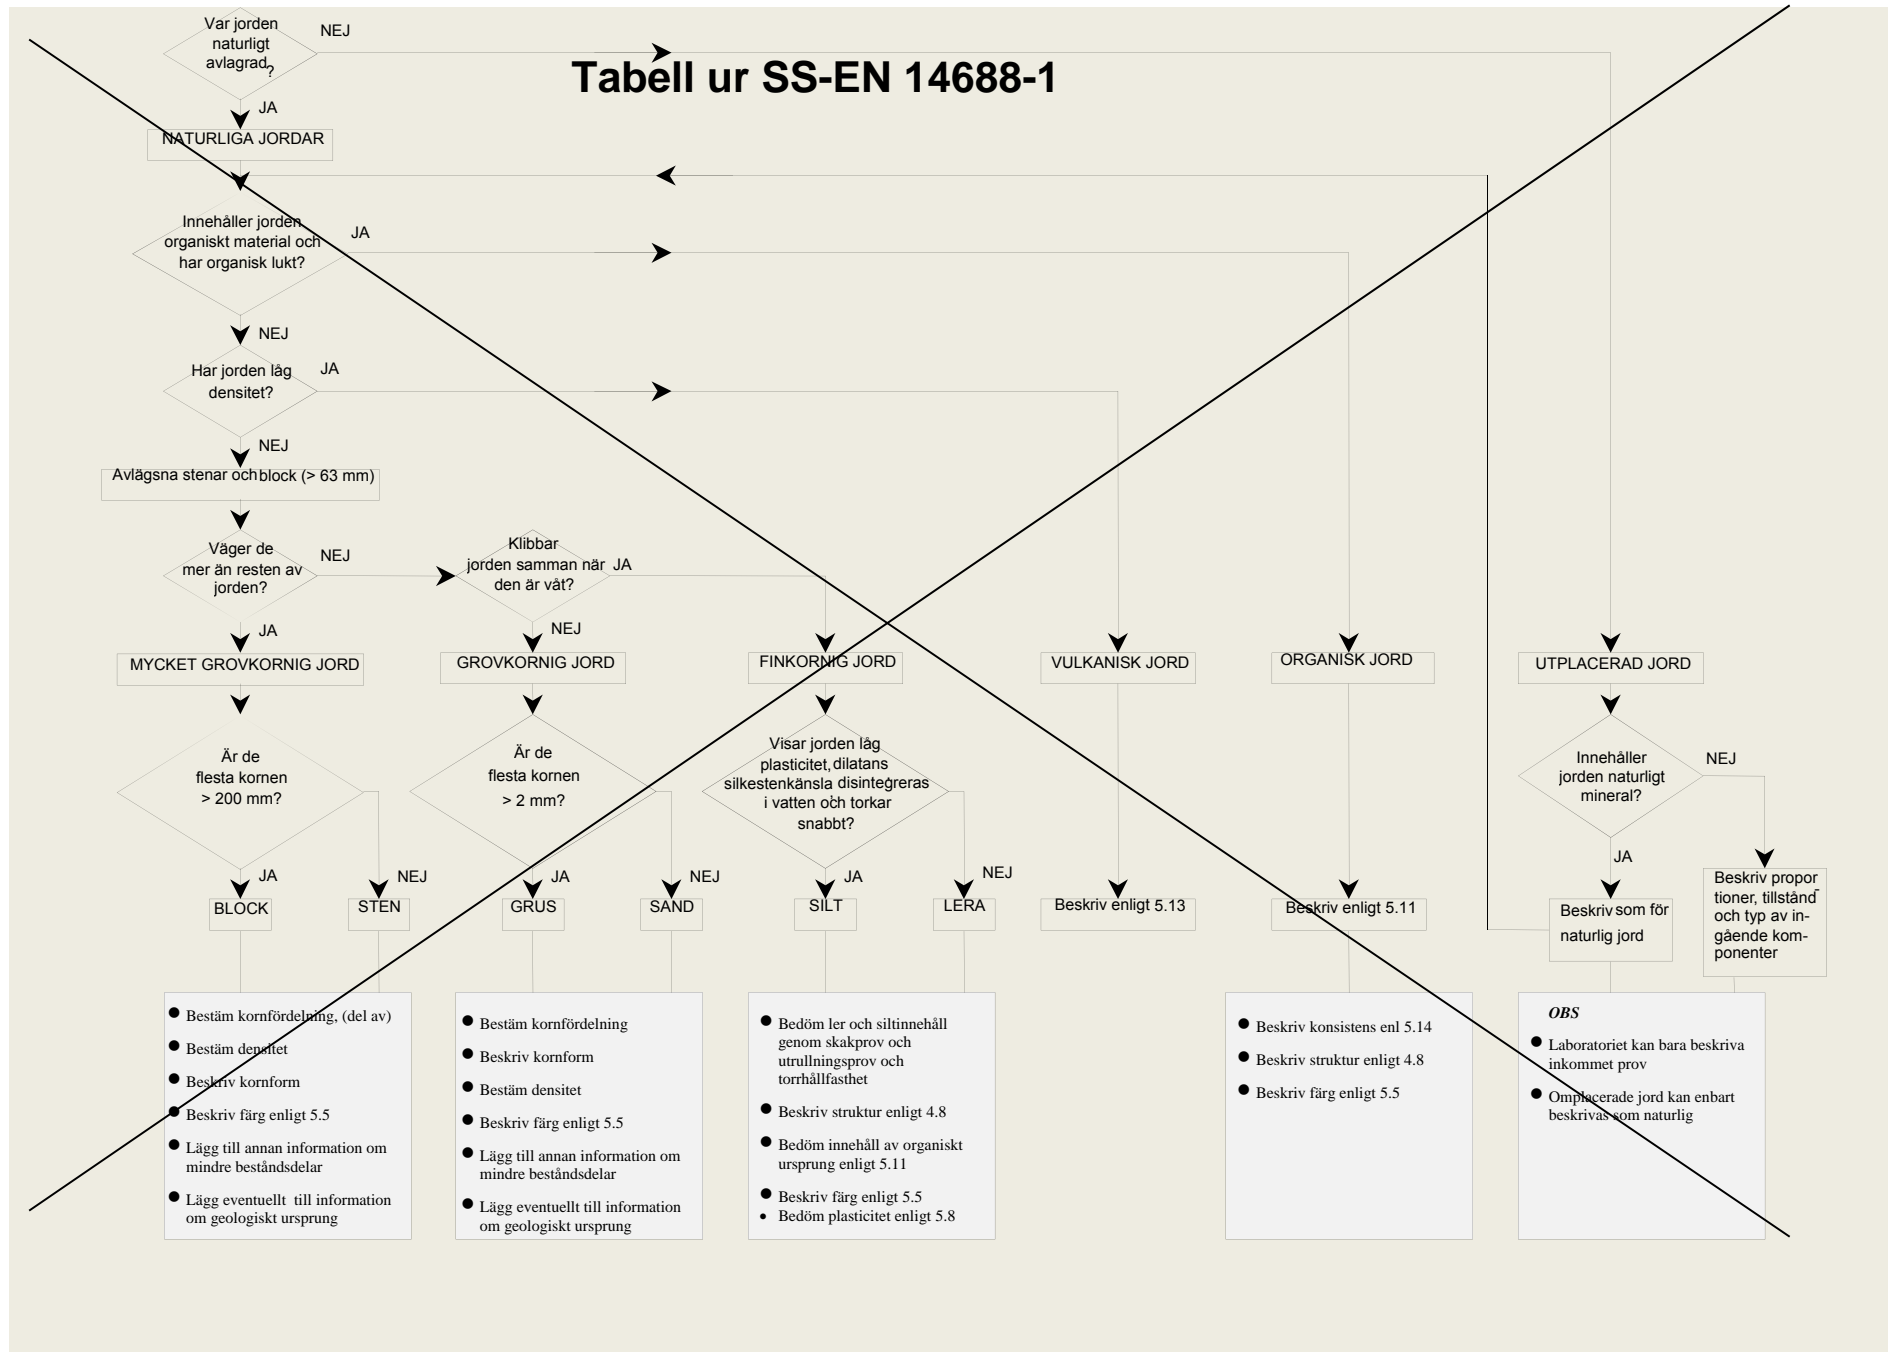 Var jorden
naturligt
avlagrad
?
NEJ
Tabell ur SS-EN 14688-1
JA
NATURLIGA JORDAR
Innehåller jorden
organiskt material och
har organisk lukt?
JA
NEJ
Har jorden låg
densitet?
JA
NEJ
Avlägsna stenar och block (> 63 mm)
Väger de
mer än resten av
jorden?
NEJ
Klibbar
jorden samman när
den är våt?
JA
JA
NEJ
MYCKET GROVKORNIG JORD
GROVKORNIG JORD
FINKORNIG JORD
VULKANISK JORD
ORGANISK JORD
UTPLACERAD JORD
Är de
flesta kornen
> 200 mm?
Är de
flesta kornen
> 2 mm?
Visar jorden låg
plasticitet, dilatans
silkestenkänsla, disintegreras
i vatten och torkar
snabbt?
Innehåller
jorden naturligt
mineral?
NEJ
JA
JA
NEJ
JA
NEJ
JA
NEJ
BLOCK
STEN
GRUS
SAND
SILT
LERA
Beskriv enligt 5.13
Beskriv enligt 5.11
Beskriv som för
naturlig jord
Beskriv propor-
tioner, tillstånd
och typ av in-
gående kom-
ponenter
● Bestäm kornfördelning, (del av)
● Bestäm densitet
● Beskriv kornform
● Beskriv färg enligt 5.5
● Lägg till annan information om
mindre beståndsdelar
● Lägg eventuellt till information
om geologiskt ursprung
● Bestäm kornfördelning
● Beskriv kornform
● Bestäm densitet
● Beskriv färg enligt 5.5
● Lägg till annan information om
mindre beståndsdelar
● Lägg eventuellt till information
om geologiskt ursprung
● Bedöm ler och siltinnehåll
genom skakprov och
utrullningsprov och
torrhållfasthet
● Beskriv struktur enligt 4.8
● Bedöm innehåll av organiskt
ursprung enligt 5.11
● Beskriv färg enligt 5.5
• Bedöm plasticitet enligt 5.8
● Beskriv konsistens enl 5.14
● Beskriv struktur enligt 4.8
● Beskriv färg enligt 5.5
OBS
● Laboratoriet kan bara beskriva
inkommet prov
● Omplacerade jord kan enbart
beskrivas som naturlig